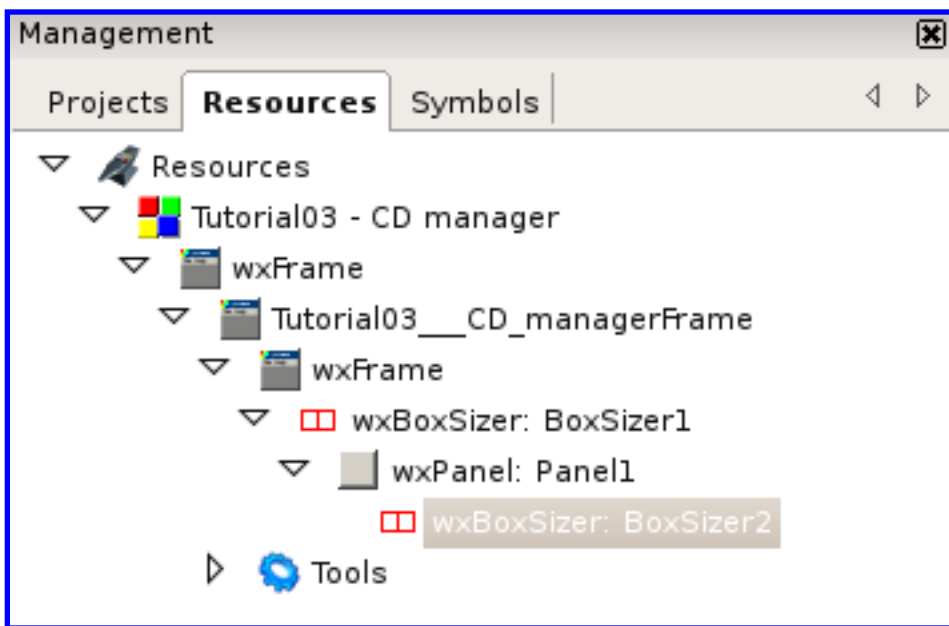 Management
Projects Resources Symbols
Resources
Tutorial03 - CD manager
wxFrame
Tutorial03___CD_managerFrame
wxFrame
wxBoxSizer: BoxSizer1
wxPanel: Panel1
wxBoxSizer: BoxSizer2
Tools